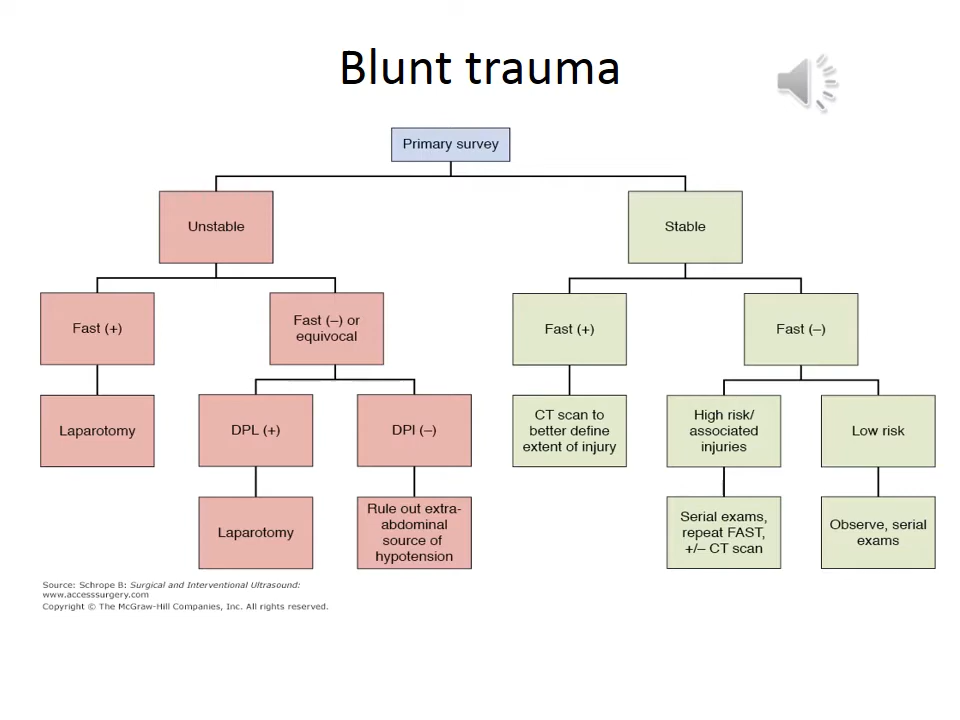 Blunt trauma
Primary survey
Unstable
Stable
Fast (+)
Fast (–) or
equivocal
Fast (+)
Fast (–)
Laparotomy
DPL (+)
DPI (–)
CT scan to
better define
extent of injury
High risk/
associated
injuries
Low risk
Laparotomy
Rule out extra-
abdominal
source of
hypotension
Serial exams,
repeat FAST,
+/– CT scan
Observe, serial
exams
Source: Schrope B: Surgical and Interventional Ultrasound:
www.accesssurgery.com
Copyright © The McGraw-Hill Companies, Inc. All rights reserved.